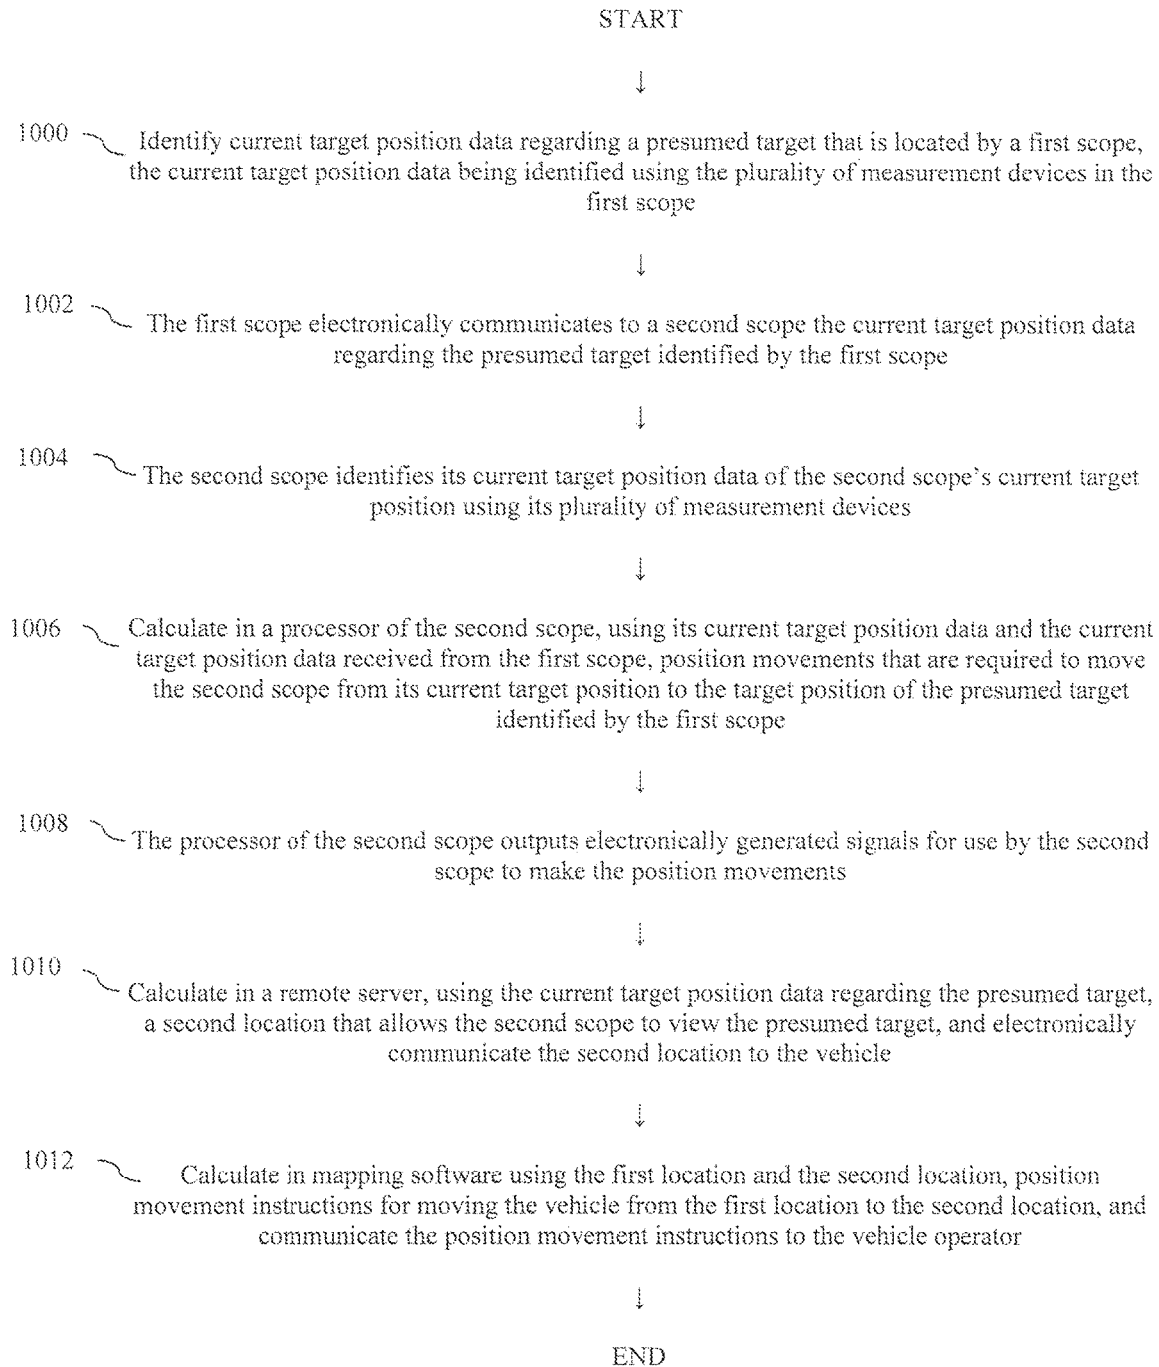 START
↓
1000 Identify current target position data regarding a presumed target that is located by a first scope,
the current target position data being identified using the plurality of measurement devices in the
first scope
↓
1002 The first scope electronically communicates to a second scope the current target position data
regarding the presumed target identified by the first scope
↓
1004 The second scope identifies its current target position data of the second scope's current target
position using its plurality of measurement devices
↓
1006 Calculate in a processor of the second scope, using its current target position data and the current
target position data received from the first scope, position movements that are required to move
the second scope from its current target position to the target position of the presumed target
identified by the first scope
↓
1008 The processor of the second scope outputs electronically generated signals for use by the second
scope to make the position movements
↓
1010 Calculate in a remote server, using the current target position data regarding the presumed target,
a second location that allows the second scope to view the presumed target, and electronically
communicate the second location to the vehicle
↓
1012 Calculate in mapping software using the first location and the second location, position
movement instructions for moving the vehicle from the first location to the second location, and
communicate the position movement instructions to the vehicle operator
↓
END